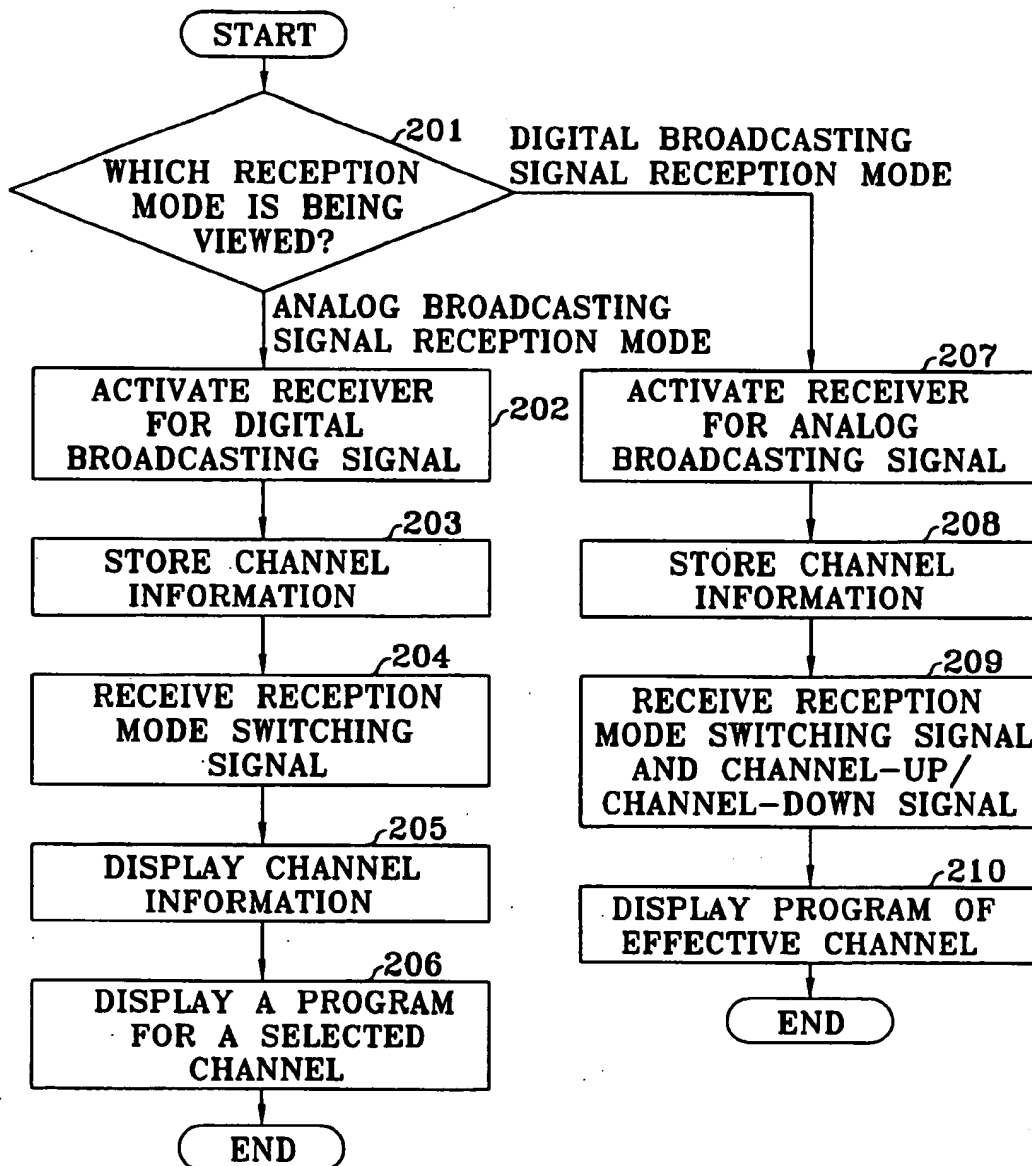 START
201
WHICH RECEPTION
MODE IS BEING
VIEWED?
DIGITAL BROADCASTING
SIGNAL RECEPTION MODE
ANALOG BROADCASTING
SIGNAL RECEPTION MODE
202
ACTIVATE RECEIVER
FOR DIGITAL
BROADCASTING SIGNAL
203
STORE CHANNEL
INFORMATION
204
RECEIVE RECEPTION
MODE SWITCHING
SIGNAL
205
DISPLAY CHANNEL
INFORMATION
206
DISPLAY A PROGRAM
FOR A SELECTED
CHANNEL
END
207
ACTIVATE RECEIVER
FOR ANALOG
BROADCASTING SIGNAL
208
STORE CHANNEL
INFORMATION
209
RECEIVE RECEPTION
MODE SWITCHING SIGNAL
AND CHANNEL-UP/
CHANNEL-DOWN SIGNAL
210
DISPLAY PROGRAM OF
EFFECTIVE CHANNEL
END